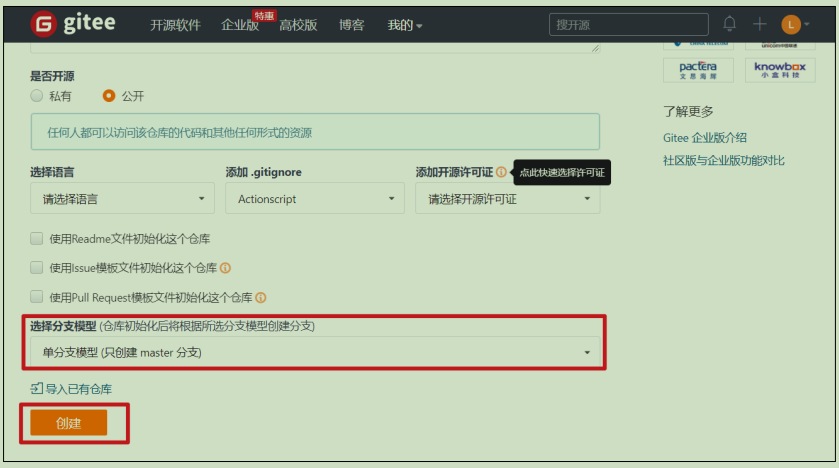 gitee 开源软件 企业版 特惠 高校版 博客 我的 搜开源 L
是否开源
私有 公开
任何人都可以访问该仓库的代码和其他任何形式的资源
选择语言 添加 .gitignore 添加开源许可证 点此快速选择许可证
请选择语言 Actionscript 请选择开源许可证
使用Readme文件初始化这个仓库
使用Issue模板文件初始化这个仓库
使用Pull Request模板文件初始化这个仓库
选择分支模型 (仓库初始化后将根据所选分支模型创建分支)
单分支模型 (只创建 master 分支)
导入已有仓库
创建
pactera
文思海辉
knowbox
小盒科技
了解更多
Gitee 企业版介绍
社区版与企业版功能对比